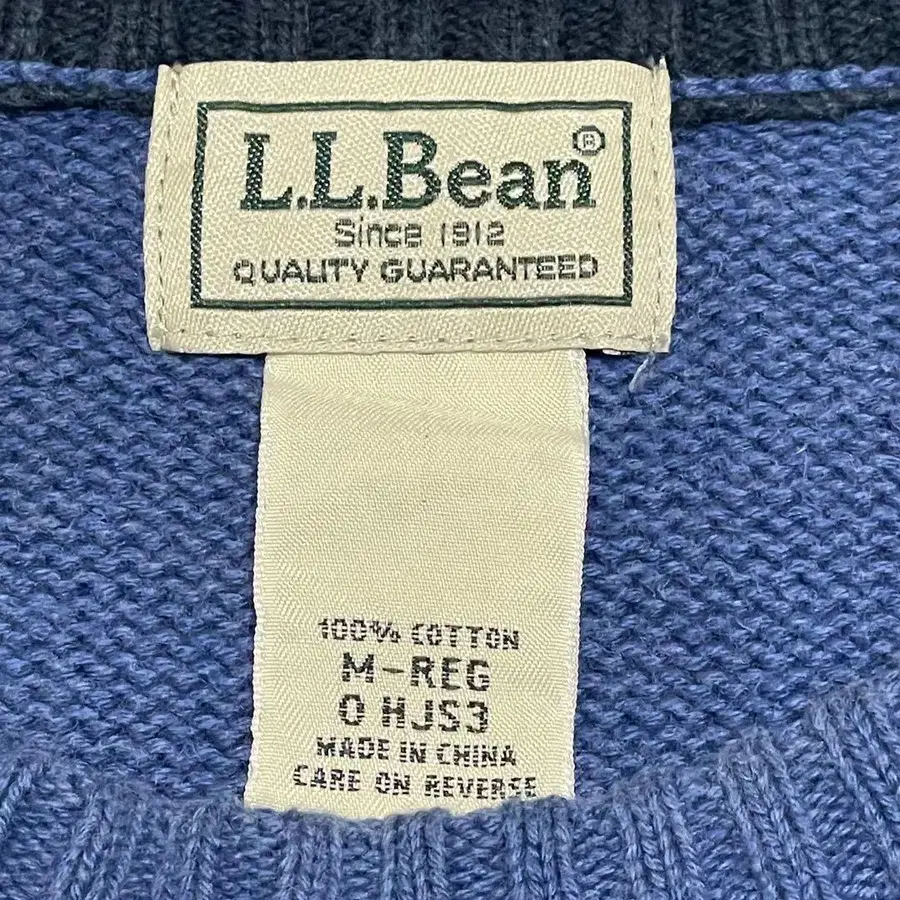 L.L.Bean®
Since 1912
QUALITY GUARANTEED
100% COTTON
M-REG
0 HJS3
MADE IN CHINA
CARE ON REVERSE